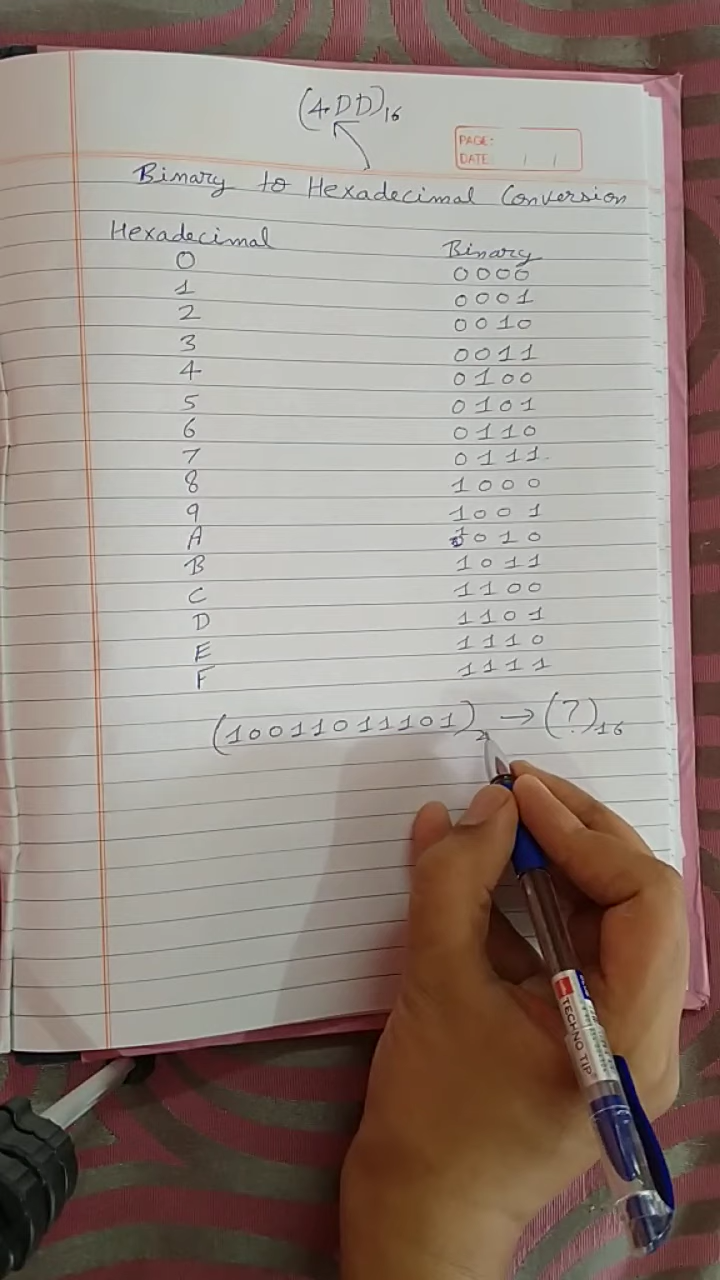 (4DD)16
PAGE:
DATE: / /
Binary to Hexadecimal Conversion
Hexadecimal Binary
0 0000
1 0001
2 0010
3 0011
4 0100
5 0101
6 0110
7 0111
8 1000
9 1001
A 1010
B 1011
C 1100
D 1101
E 1110
F 1111
(10011011101)2 → (?)16
TECHNO TIP